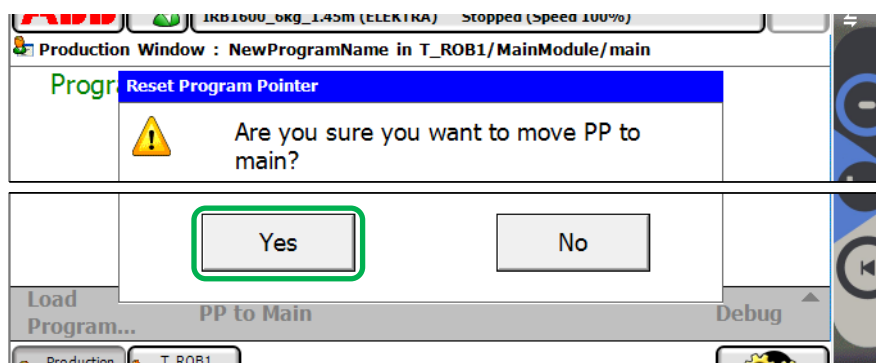 ABB
IRB1600_6kg_1.45m (ELEKTRA) Stopped (Speed 100%)
Production Window : NewProgramName in T_ROB1/MainModule/main
Progr
Reset Program Pointer
Are you sure you want to move PP to
main?
Yes No
Load
Program...
PP to Main
Debug
Production T_ROB1